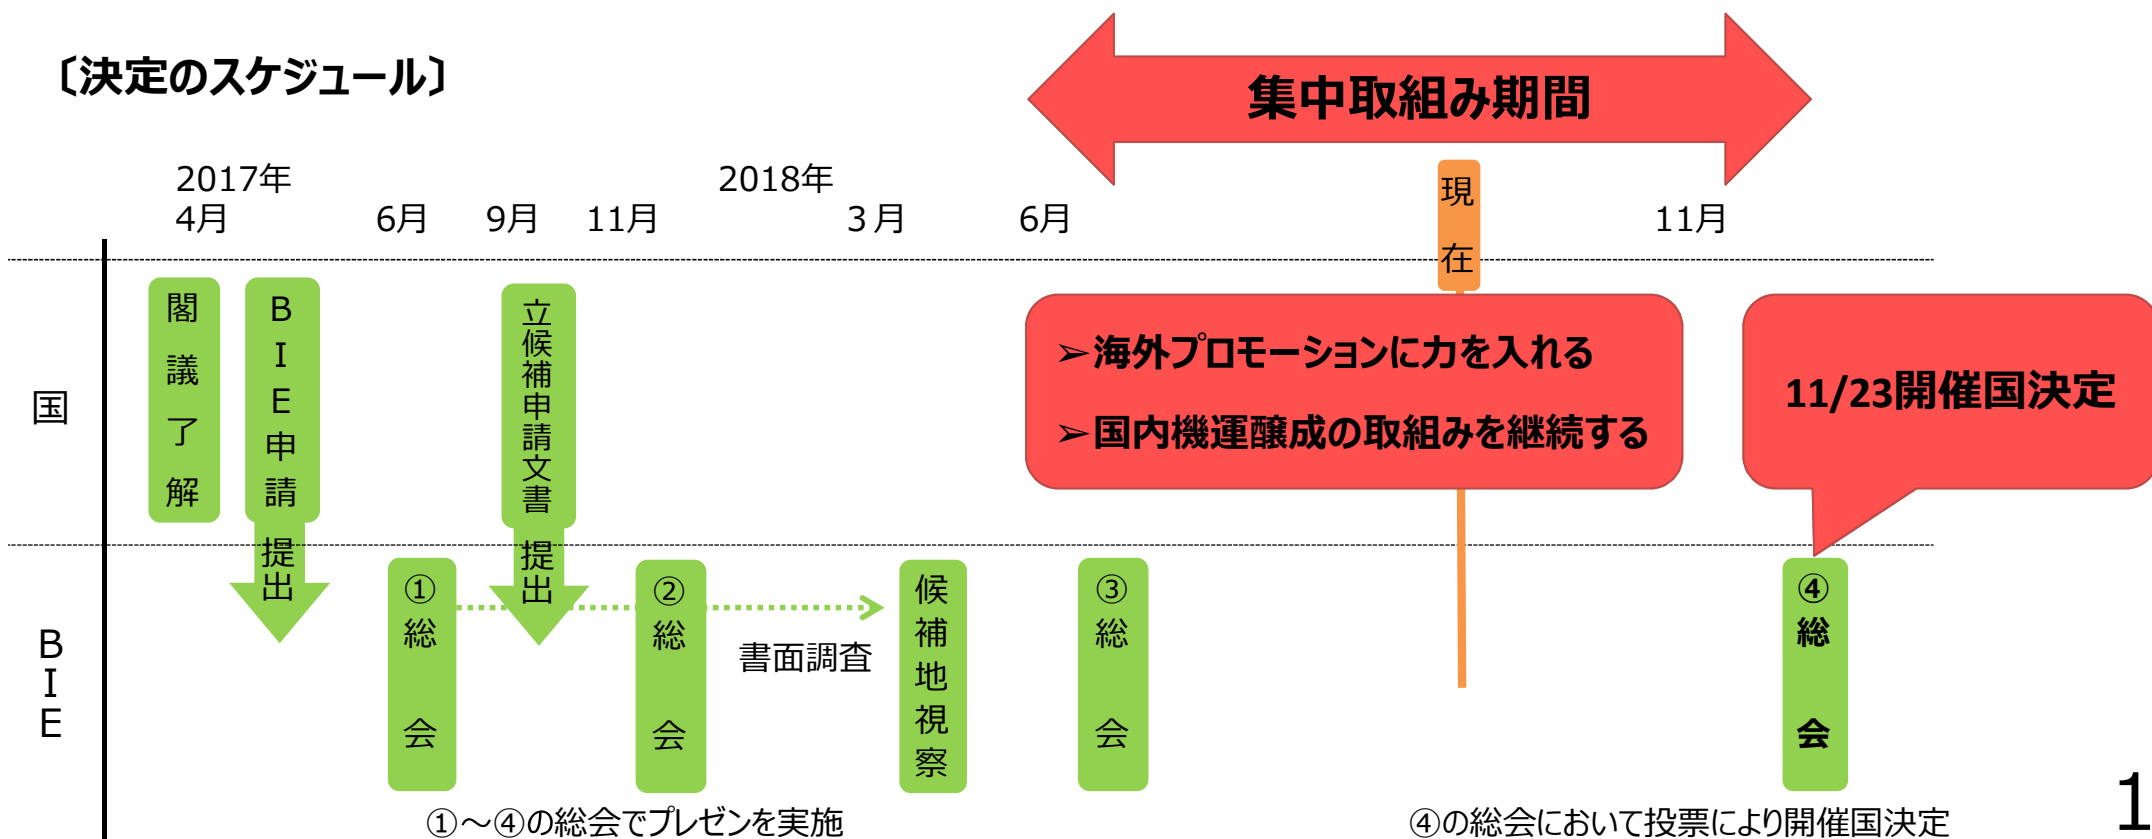 〔決定のスケジュール〕
集中取組み期間
2017年
2018年
4月
6月
9月
11月
３月
6月
現在
11月
国
閣議了解
ＢＩＥ申請
提出
立候補申請文書
提出
➢海外プロモーションに力を入れる
➢国内機運醸成の取組みを継続する
11/23開催国決定
ＢＩＥ
①総会
②総会
書面調査
候補地視察
③総会
④総会
①～④の総会でプレゼンを実施
④の総会において投票により開催国決定
1